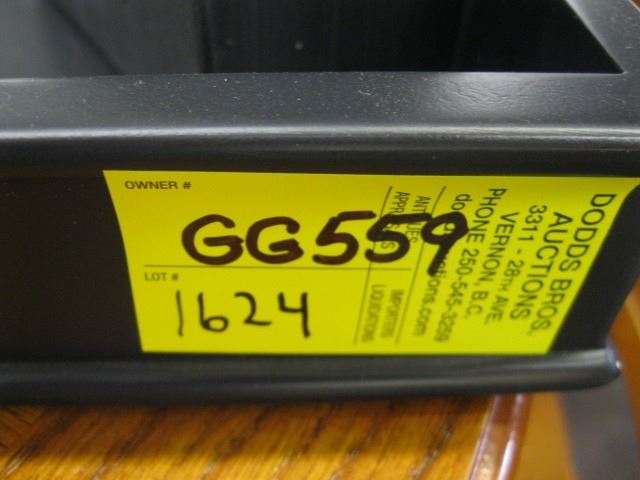 OWNER #
GG559
LOT #
1624
DODDS BROS.
AUCTIONS
3311 - 28TH AVE.
VERNON, B.C.
PHONE 250-545-3259
ANTIQUES
APPRAISALS
IMPORTERS
LIQUIDATIONS